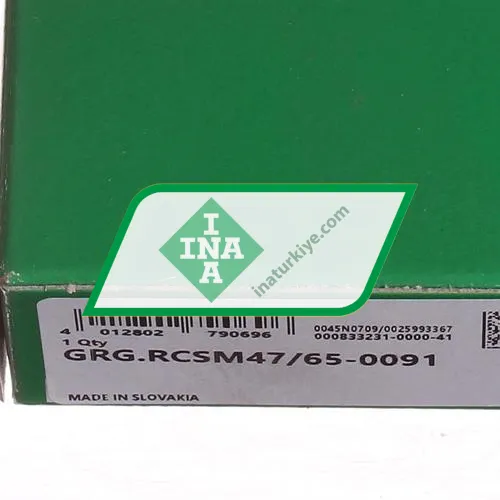 INA
INA
inaturkiye.com
4 012802 790696
0045N0709/0025993367
000833231-0000-41
1 Qty
GRG.RCSM47/65-0091
MADE IN SLOVAKIA